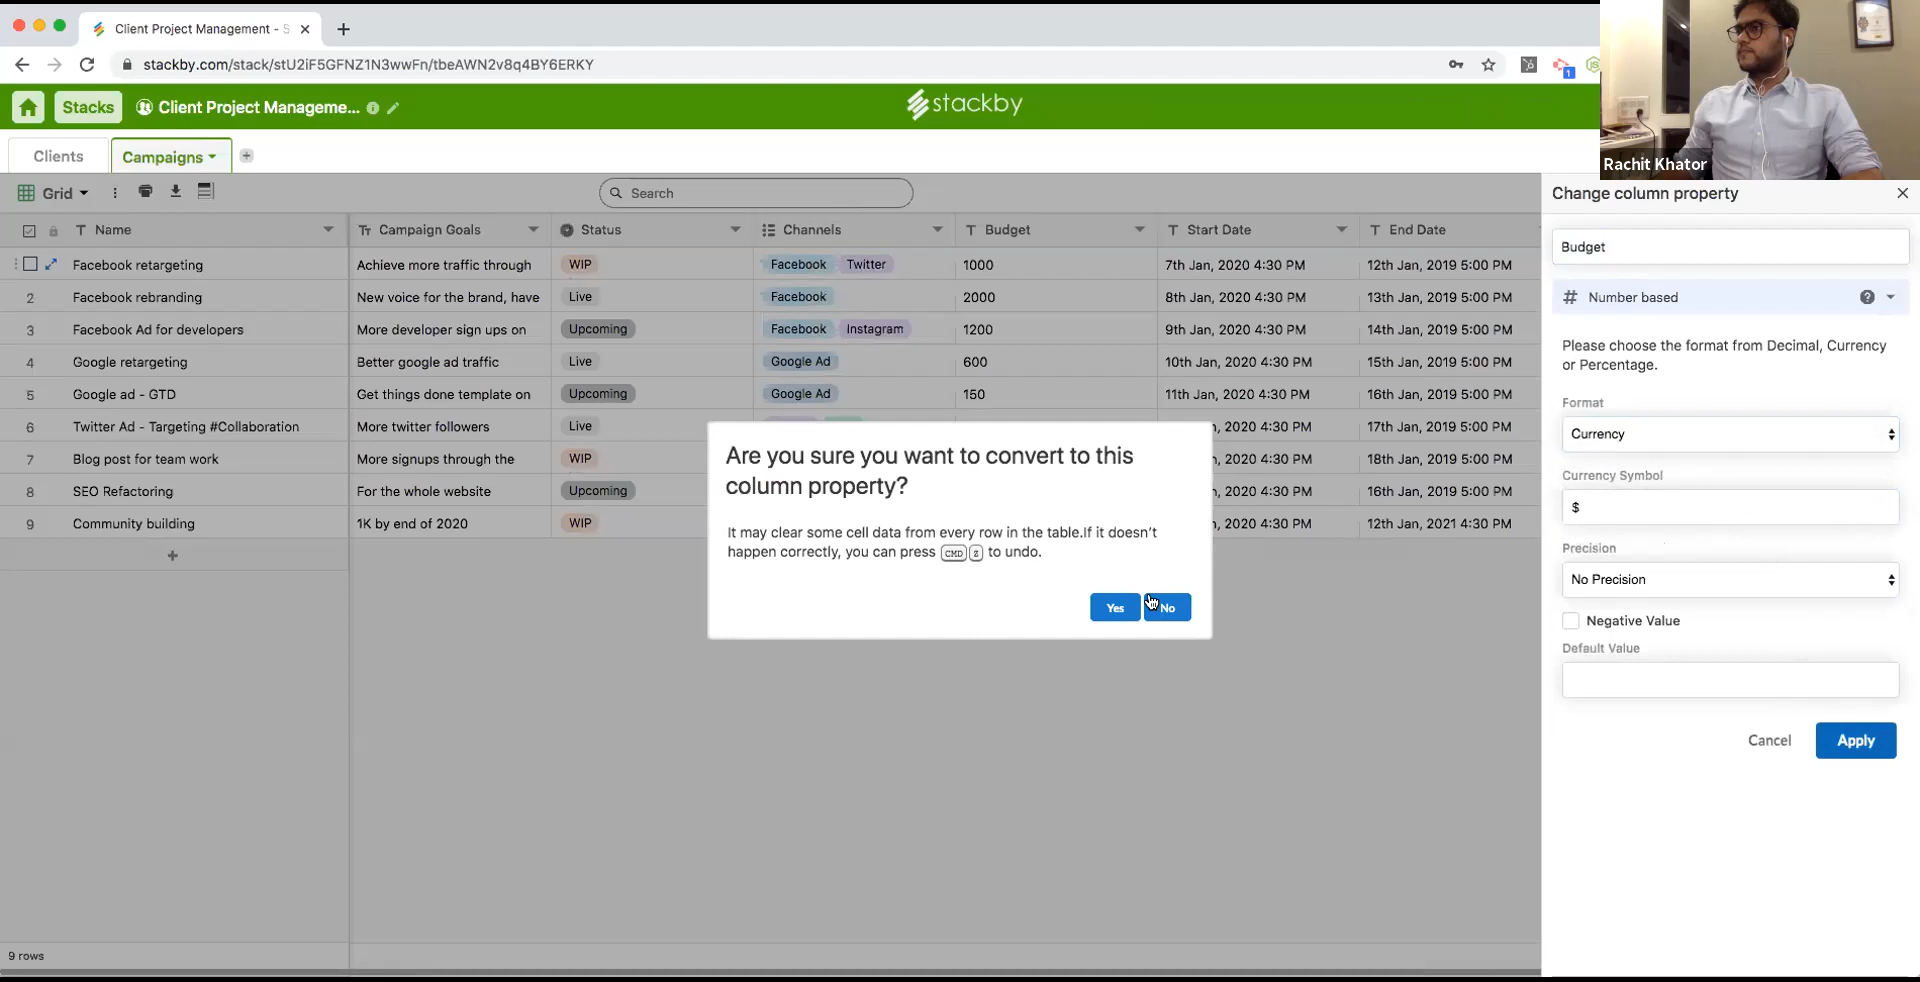 Client Project Management - S
stackby.com/stack/stU2iF5GFNZ1N3wwFn/tbeAWN2v8q4BY6ERKY
1
Stacks
Client Project Manageme...
stackby
Rachit Khator
Clients
Campaigns
Grid
Search
Change column property
Name
Campaign Goals
Status
Channels
Budget
Start Date
End Date
Facebook retargeting Achieve more traffic through WIP Facebook Twitter 1000 7th Jan, 2020 4:30 PM 12th Jan, 2019 5:00 PM
2 Facebook rebranding New voice for the brand, have Live Facebook 2000 8th Jan, 2020 4:30 PM 13th Jan, 2019 5:00 PM
3 Facebook Ad for developers More developer sign ups on Upcoming Facebook Instagram 1200 9th Jan, 2020 4:30 PM 14th Jan, 2019 5:00 PM
4 Google retargeting Better google ad traffic Live Google Ad 600 10th Jan, 2020 4:30 PM 15th Jan, 2019 5:00 PM
5 Google ad - GTD Get things done template on Upcoming Google Ad 150 11th Jan, 2020 4:30 PM 16th Jan, 2019 5:00 PM
6 Twitter Ad - Targeting #Collaboration More twitter followers Live , 2020 4:30 PM 17th Jan, 2019 5:00 PM
7 Blog post for team work More signups through the WIP n, 2020 4:30 PM 18th Jan, 2019 5:00 PM
8 SEO Refactoring For the whole website Upcoming n, 2020 4:30 PM 16th Jan, 2019 5:00 PM
9 Community building 1K by end of 2020 WIP n, 2020 4:30 PM 12th Jan, 2021 4:30 PM
+
9 rows
Are you sure you want to convert to this
column property?
It may clear some cell data from every row in the table.If it doesn't
happen correctly, you can press CMD z to undo.
Yes
No
Budget
# Number based
Please choose the format from Decimal, Currency
or Percentage.
Format
Currency
Currency Symbol
$
Precision
No Precision
Negative Value
Default Value
Cancel
Apply